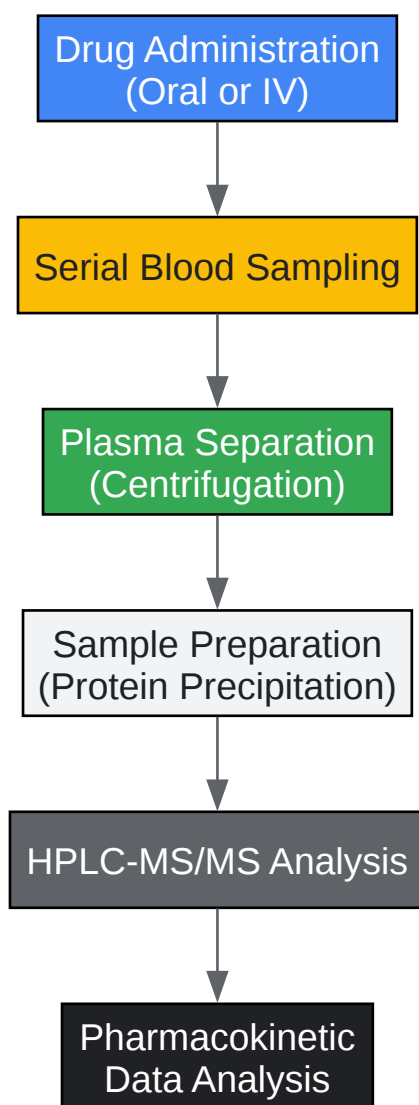 Drug Administration
(Oral or IV)
Serial Blood Sampling
Plasma Separation
(Centrifugation)
Sample Preparation
(Protein Precipitation)
HPLC-MS/MS Analysis
Pharmacokinetic
Data Analysis